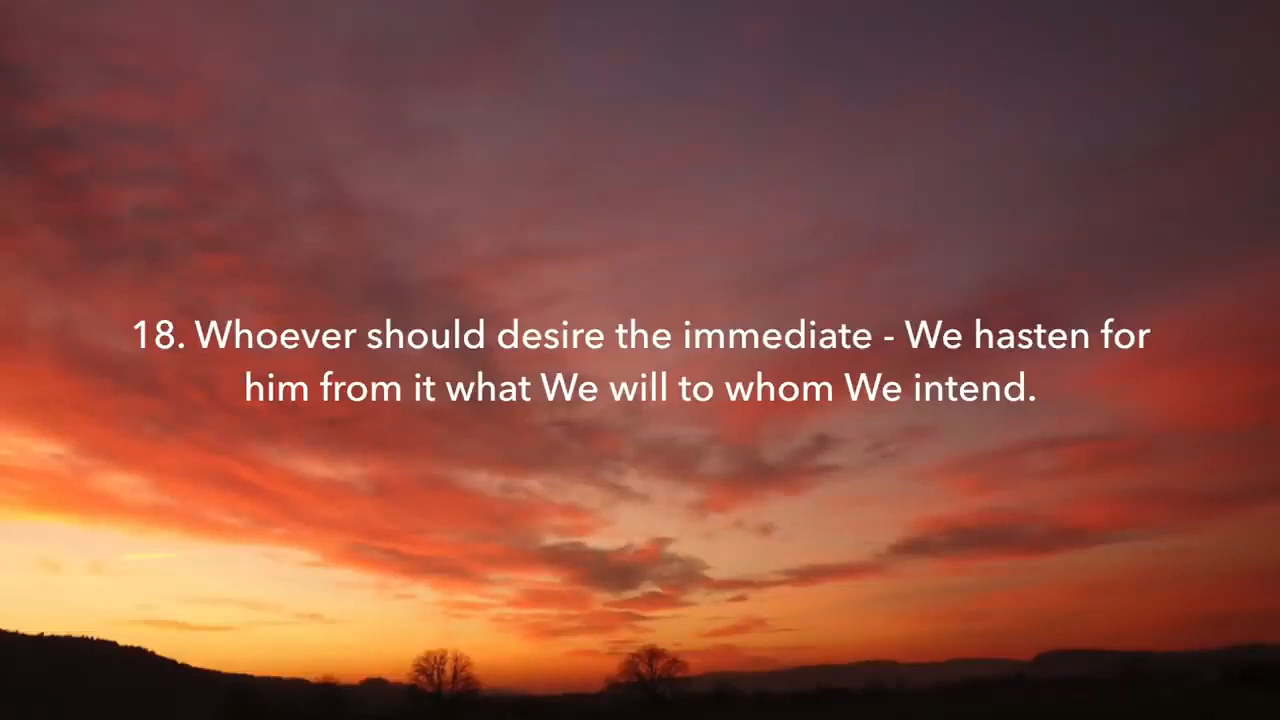 18. Whoever should desire the immediate - We hasten for
him from it what We will to whom We intend.